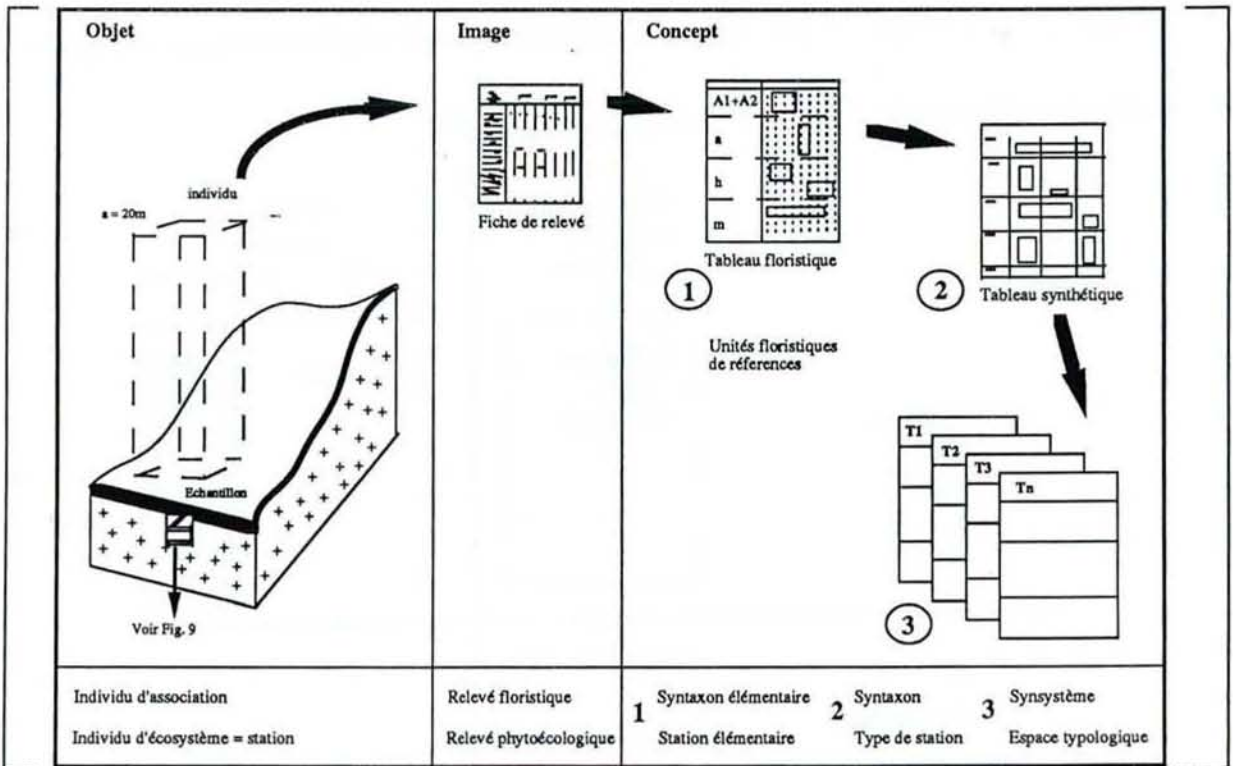 Objet
Image
Concept
individu
a = 20m
Echantillon
Voir Fig. 9
Fiche de relevé
A1+A2
a
h
m
Tableau floristique
1
Unités floristiques
de réferences
2
Tableau synthétique
T1
T2
T3
Tn
3
Individu d'association
Individu d'écosystème = station
Relevé floristique
Relevé phytoécologique
1
Syntaxon élémentaire
Station élémentaire
2
Syntaxon
Type de station
3
Synsystème
Espace typologique